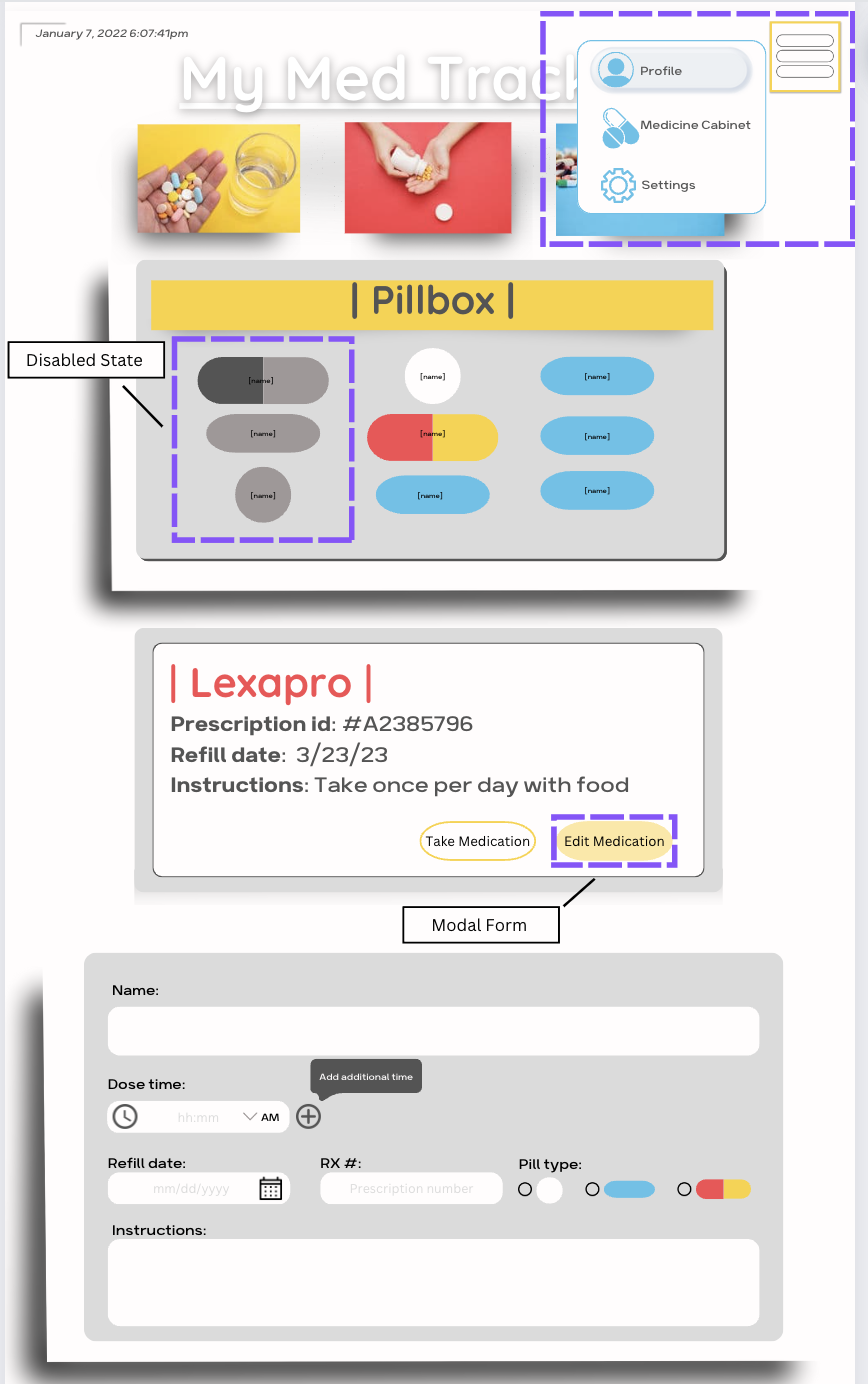 January 7, 2022 6:07:41pm
My Med Track
Profile
Medicine Cabinet
Settings
| Pillbox |
Disabled State
[name]
[name]
[name]
[name]
[name]
[name]
[name]
[name]
[name]
| Lexapro |
Prescription id: #A2385796
Refill date: 3/23/23
Instructions: Take once per day with food
Take Medication
Edit Medication
Modal Form
Name:
Add additional time
Dose time:
hh:mm
AM
Refill date:
RX #:
Pill type:
mm/dd/yyyy
Prescription number
Instructions: